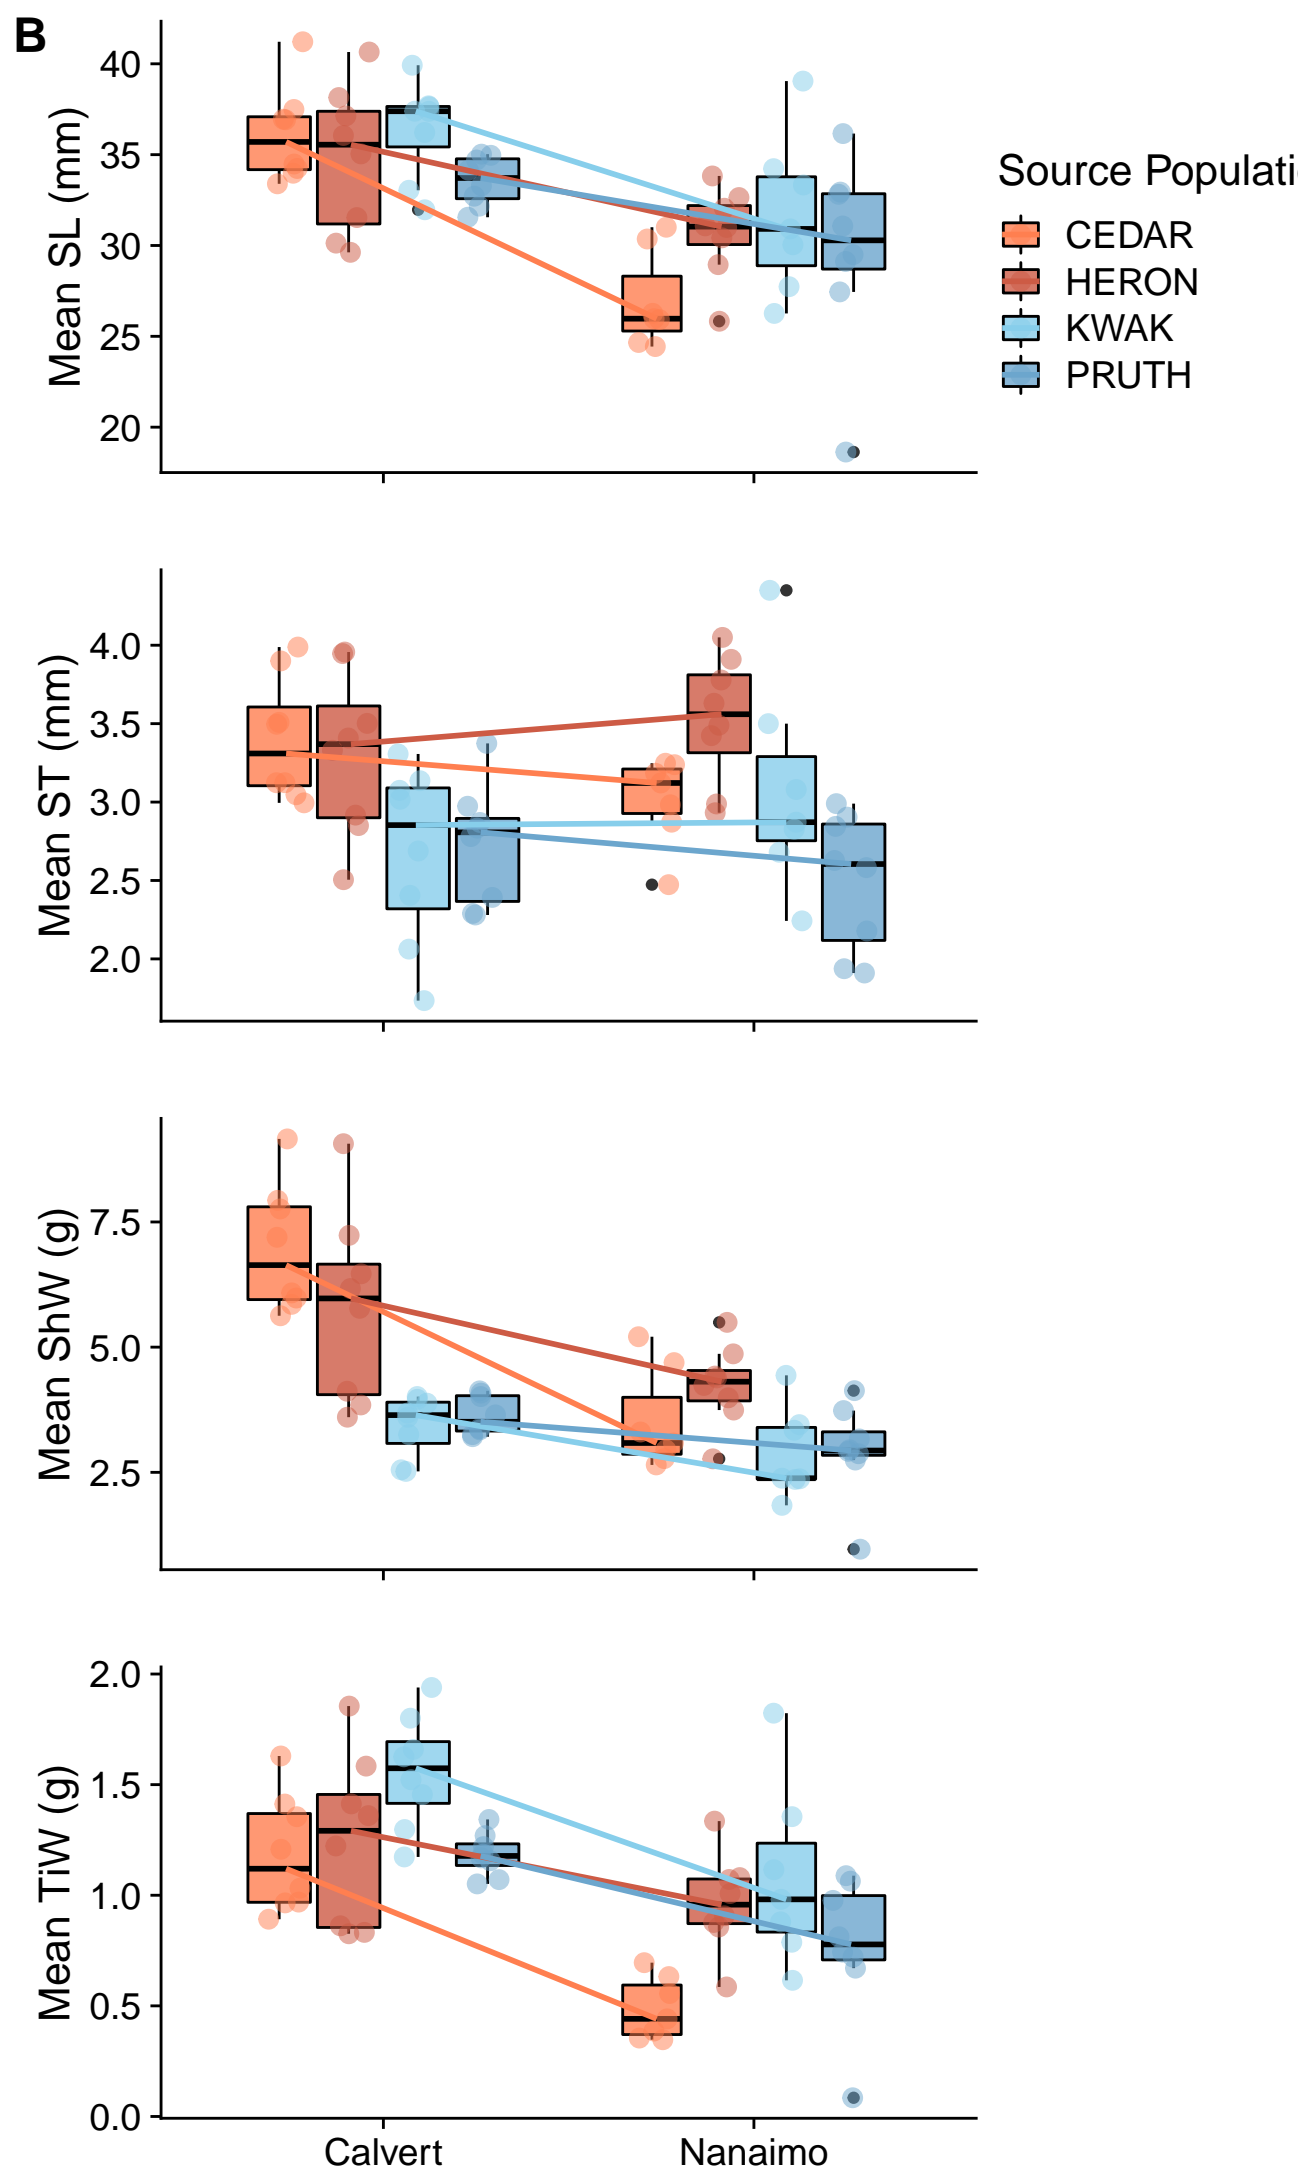 B
Mean SL (mm)
40
35
30
25
20
Source Populati
CEDAR
HERON
KWAK
PRUTH
Mean ST (mm)
4.0
3.5
3.0
2.5
2.0
Mean ShW (g)
7.5
5.0
2.5
Mean TiW (g)
2.0
1.5
1.0
0.5
0.0
Calvert Nanaimo